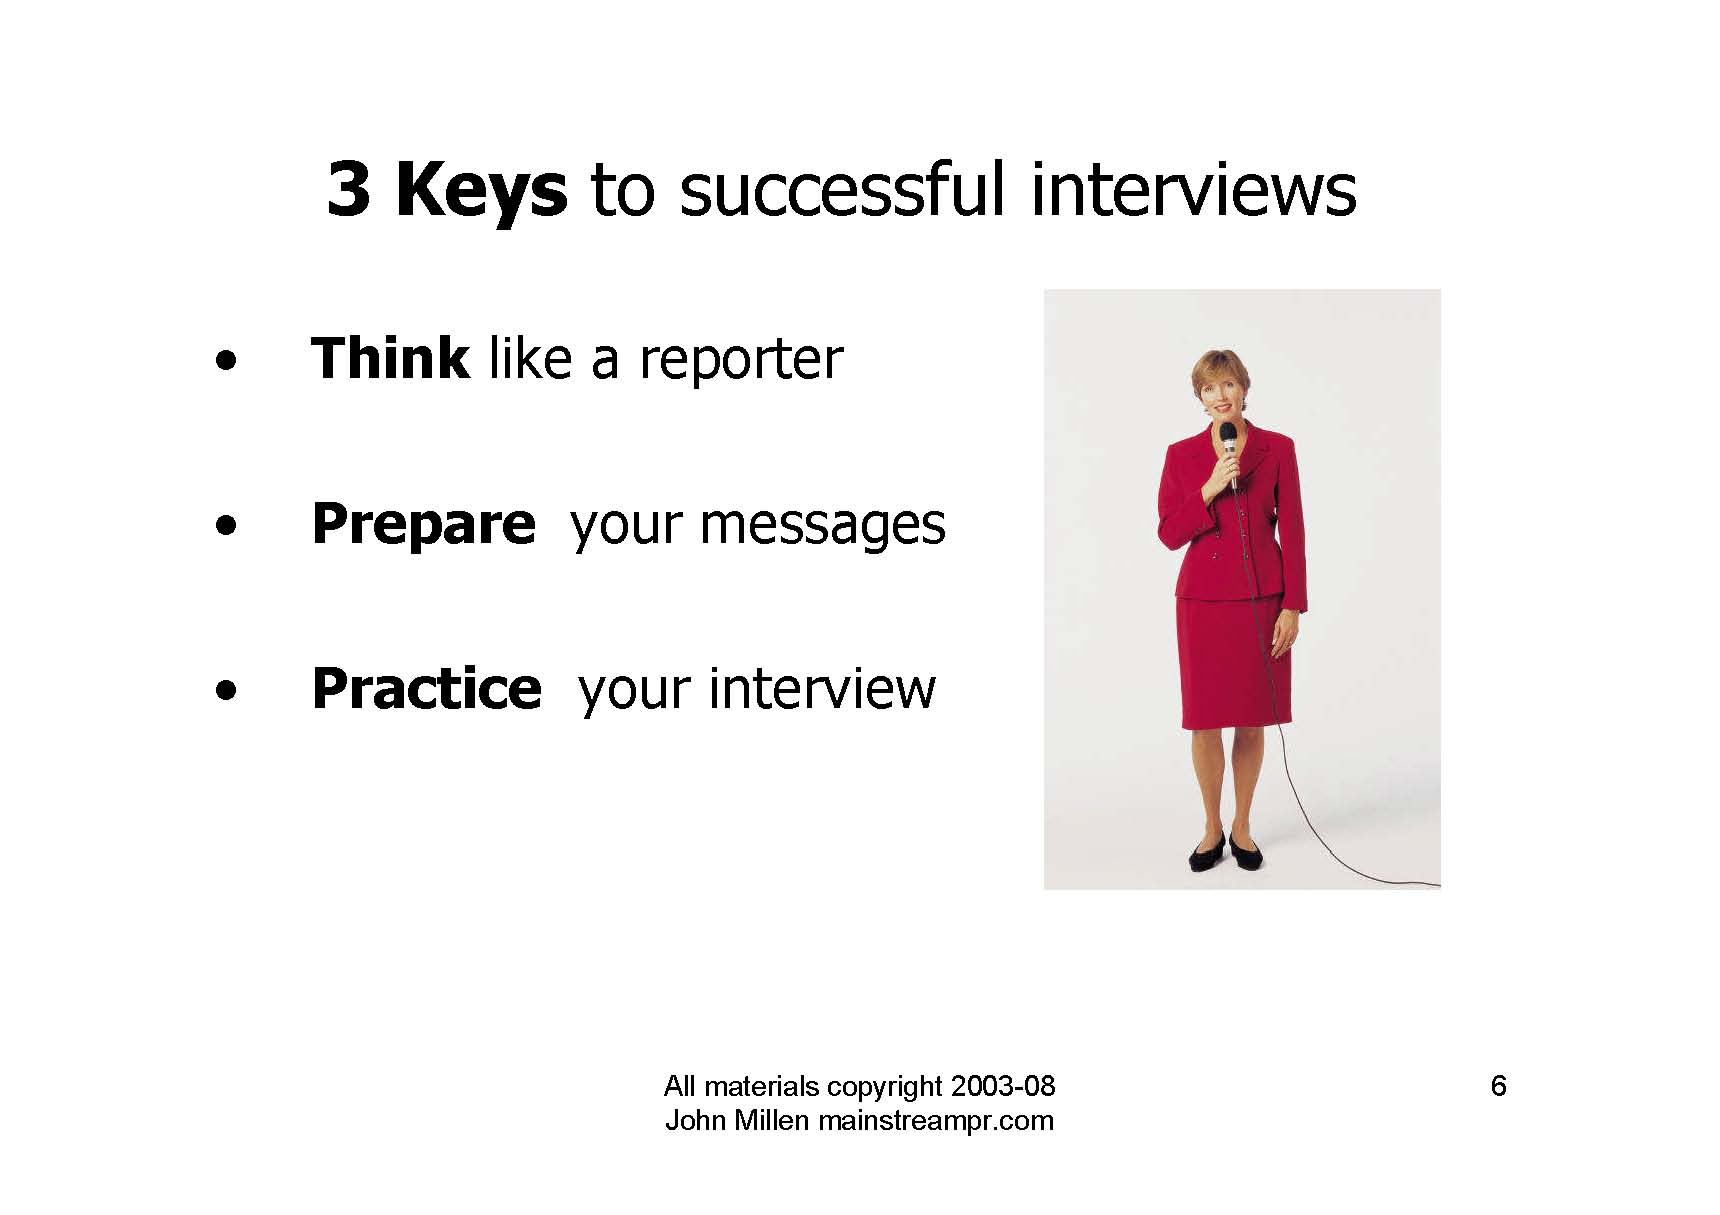 3 Keys to successful interviews
• Think like a reporter
• Prepare your messages
• Practice your interview
All materials copyright 2003-08
John Millen mainstreampr.com
6